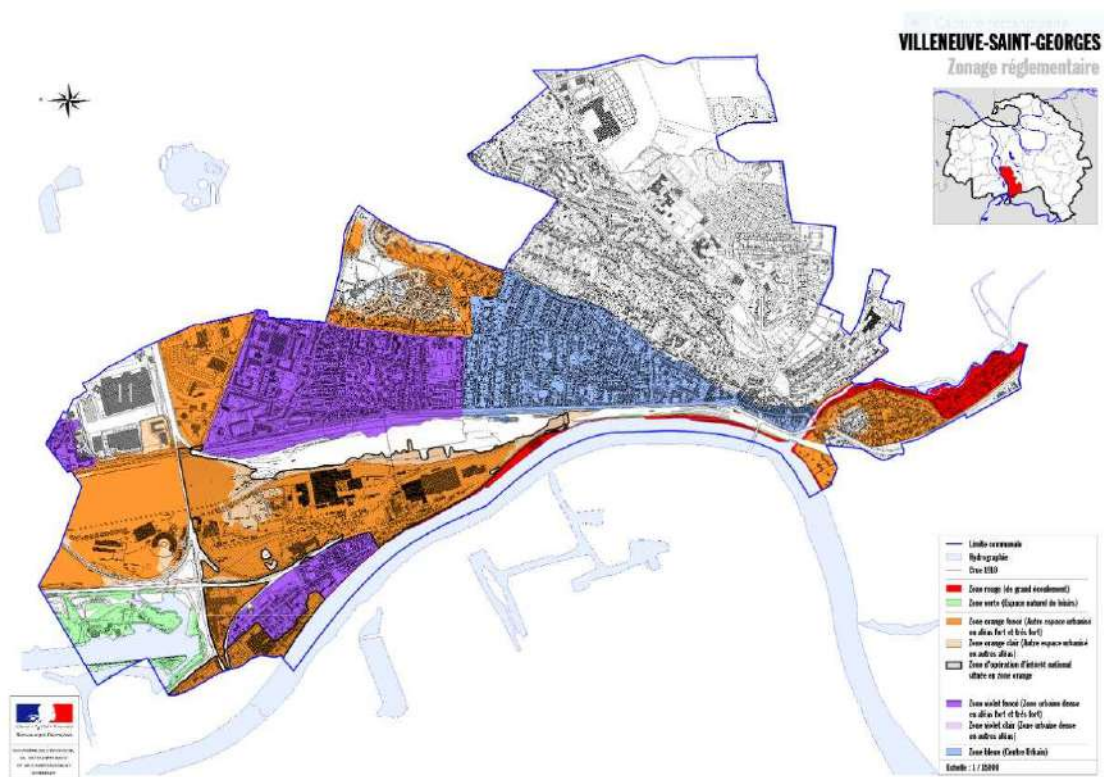 VILLENEUVE-SAINT-GEORGES
Zonage réglementaire
Limite communale
Hydrographie
Crue 1910
Zone rouge (de grand écoulement)
Zone verte (Espace naturel de loisirs)
Zone orange foncé (Autre espace urbanisé
en aléas fort et très fort)
Zone orange clair (Autre espace urbanisé
en autres aléas)
Zone d'opération d'intérêt national
située en zone orange
Zone violet foncé (Zone urbaine dense
en aléas fort et très fort)
Zone violet clair (Zone urbaine dense
en autres aléas)
Zone bleue (Centre Urbain)
Echelle : 1 /